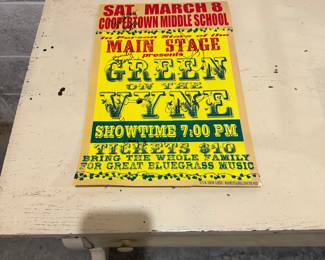 SAT. MARCH 8
COOPERTOWN MIDDLE SCHOOL
MAIN STAGE
presents
GREEN
ON THE
VYNE
SHOWTIME 7:00 PM
TICKETS $10
BRING THE WHOLE FAMILY
FOR GREAT BLUEGRASS MUSIC